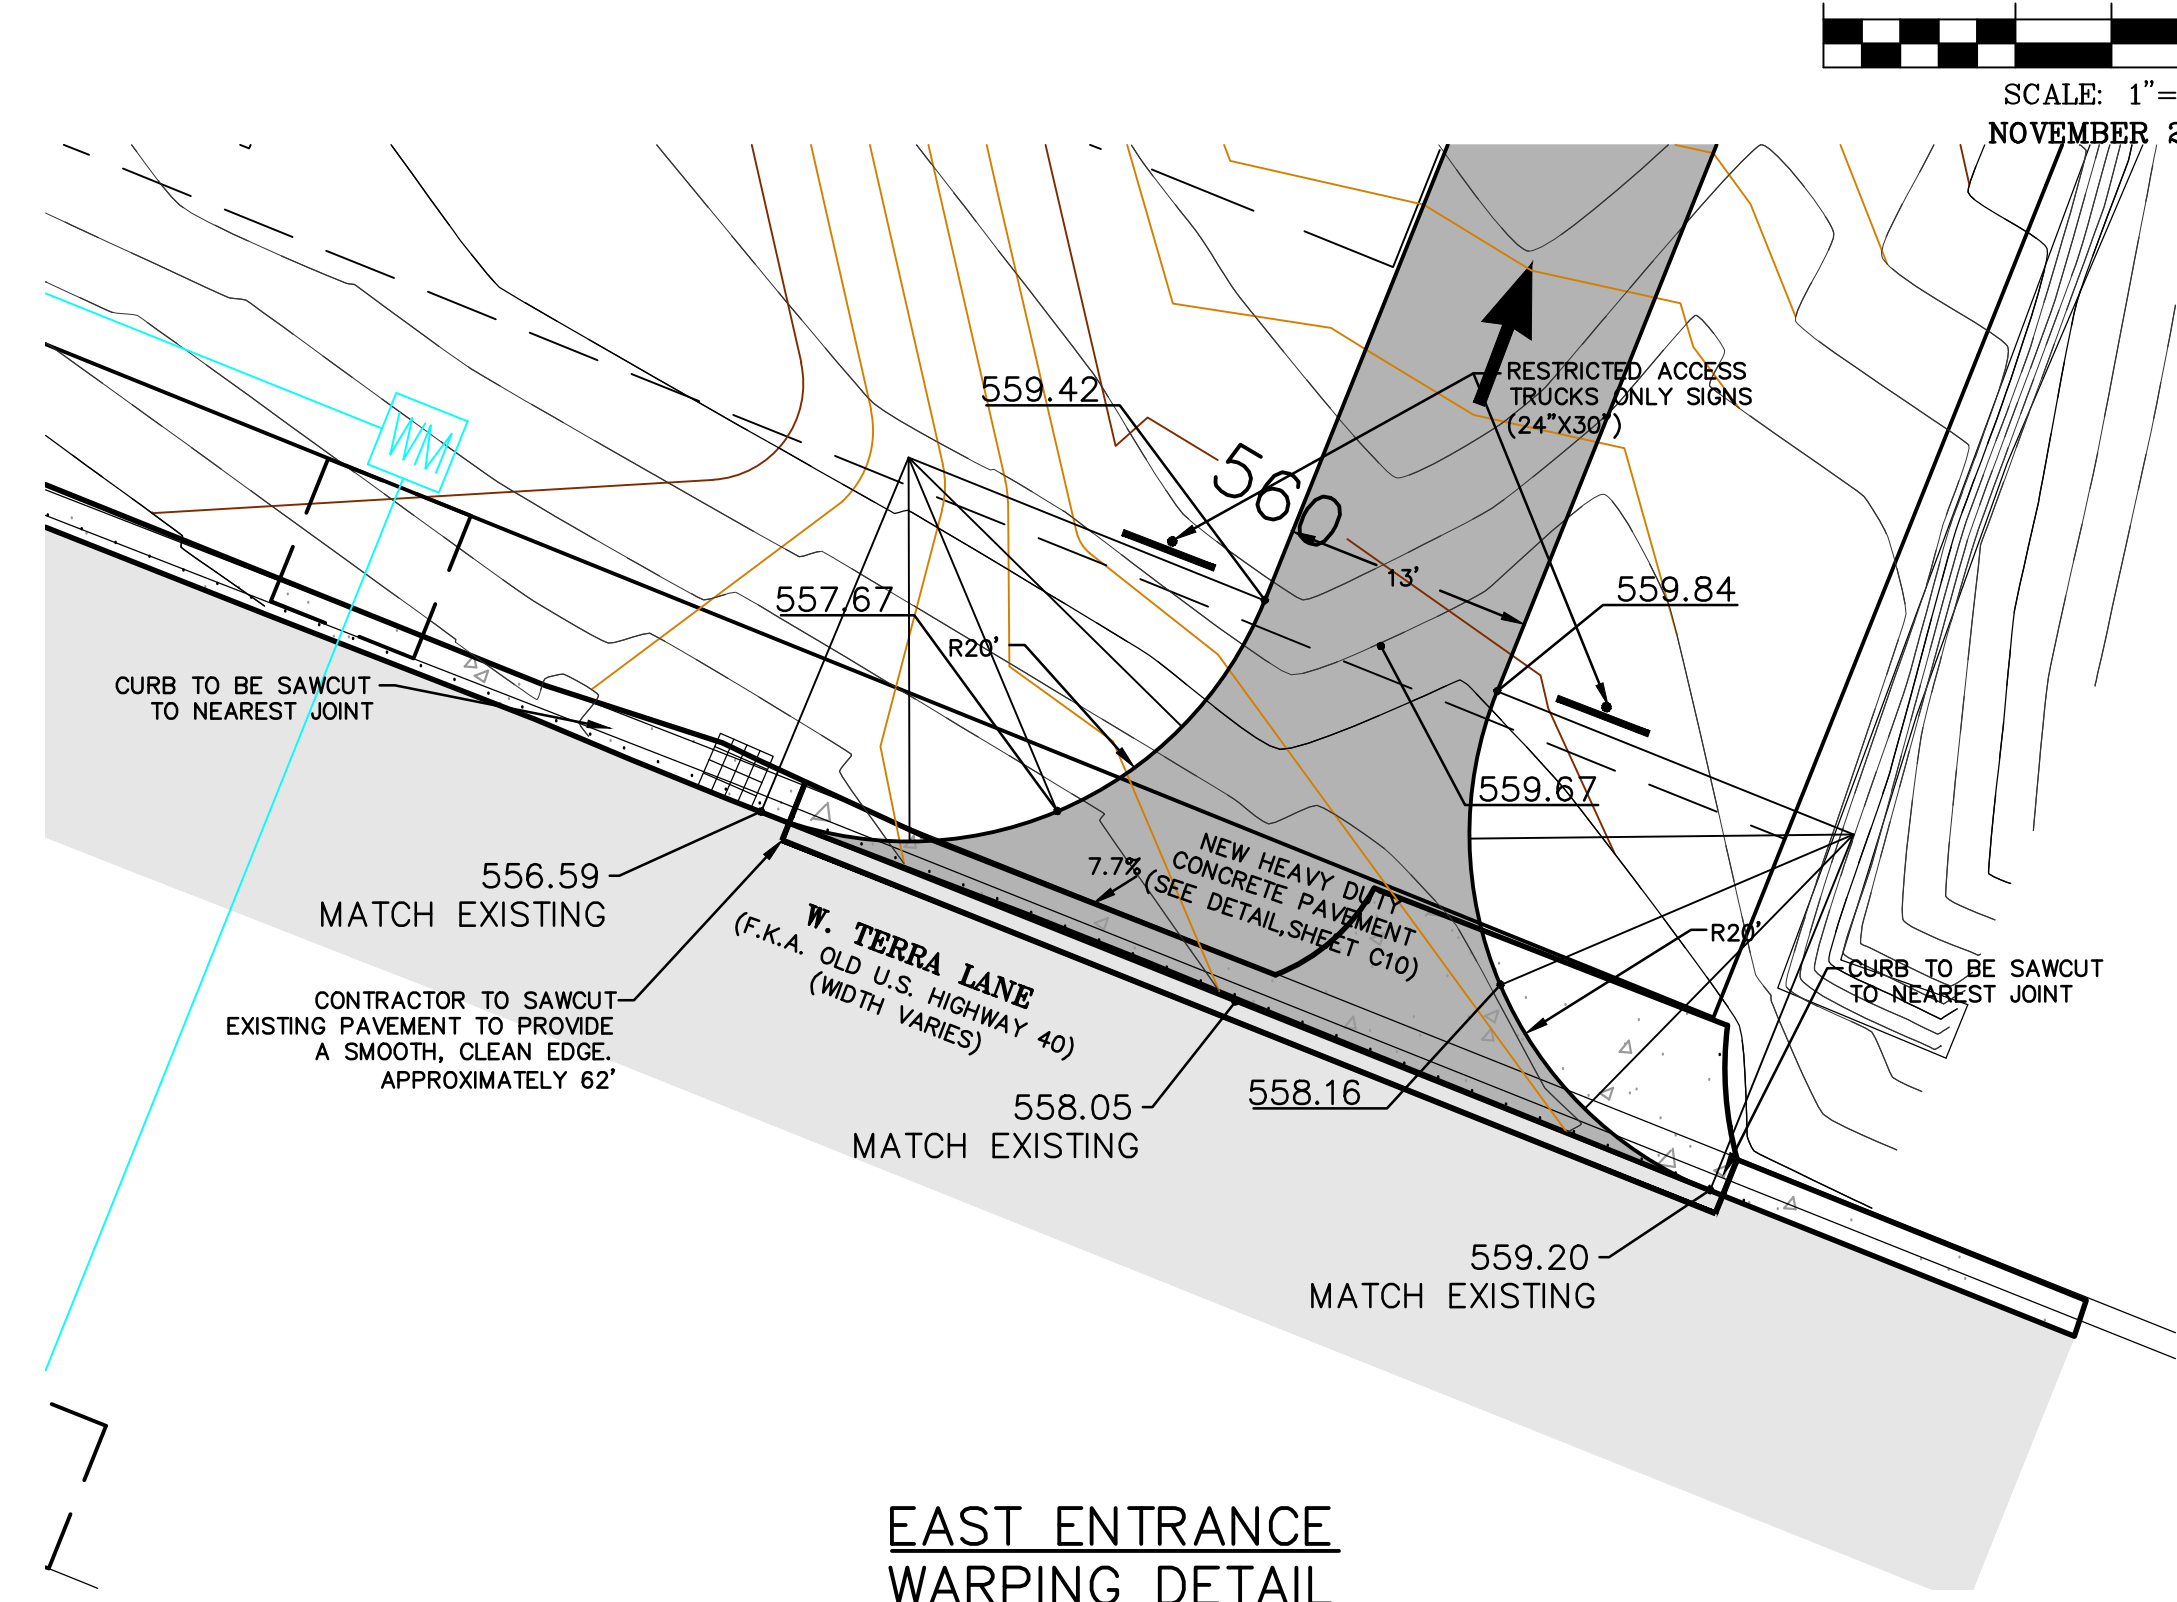 SCALE: 1"=
NOVEMBER 2
RESTRICTED ACCESS
TRUCKS ONLY SIGNS
(24"X30")
559.42
560
WM
13'
557.67
559.84
R20'
CURB TO BE SAWCUT
TO NEAREST JOINT
559.67
NEW HEAVY DUTY
CONCRETE PAVEMENT
(SEE DETAIL,SHEET C10)
7.7%
556.59
MATCH EXISTING
W. TERRA LANE
(F.K.A. OLD U.S. HIGHWAY 40)
(WIDTH VARIES)
R20'
CURB TO BE SAWCUT
TO NEAREST JOINT
CONTRACTOR TO SAWCUT
EXISTING PAVEMENT TO PROVIDE
A SMOOTH, CLEAN EDGE.
APPROXIMATELY 62'
558.05
MATCH EXISTING
558.16
559.20
MATCH EXISTING
EAST ENTRANCE
WARPING DETAIL